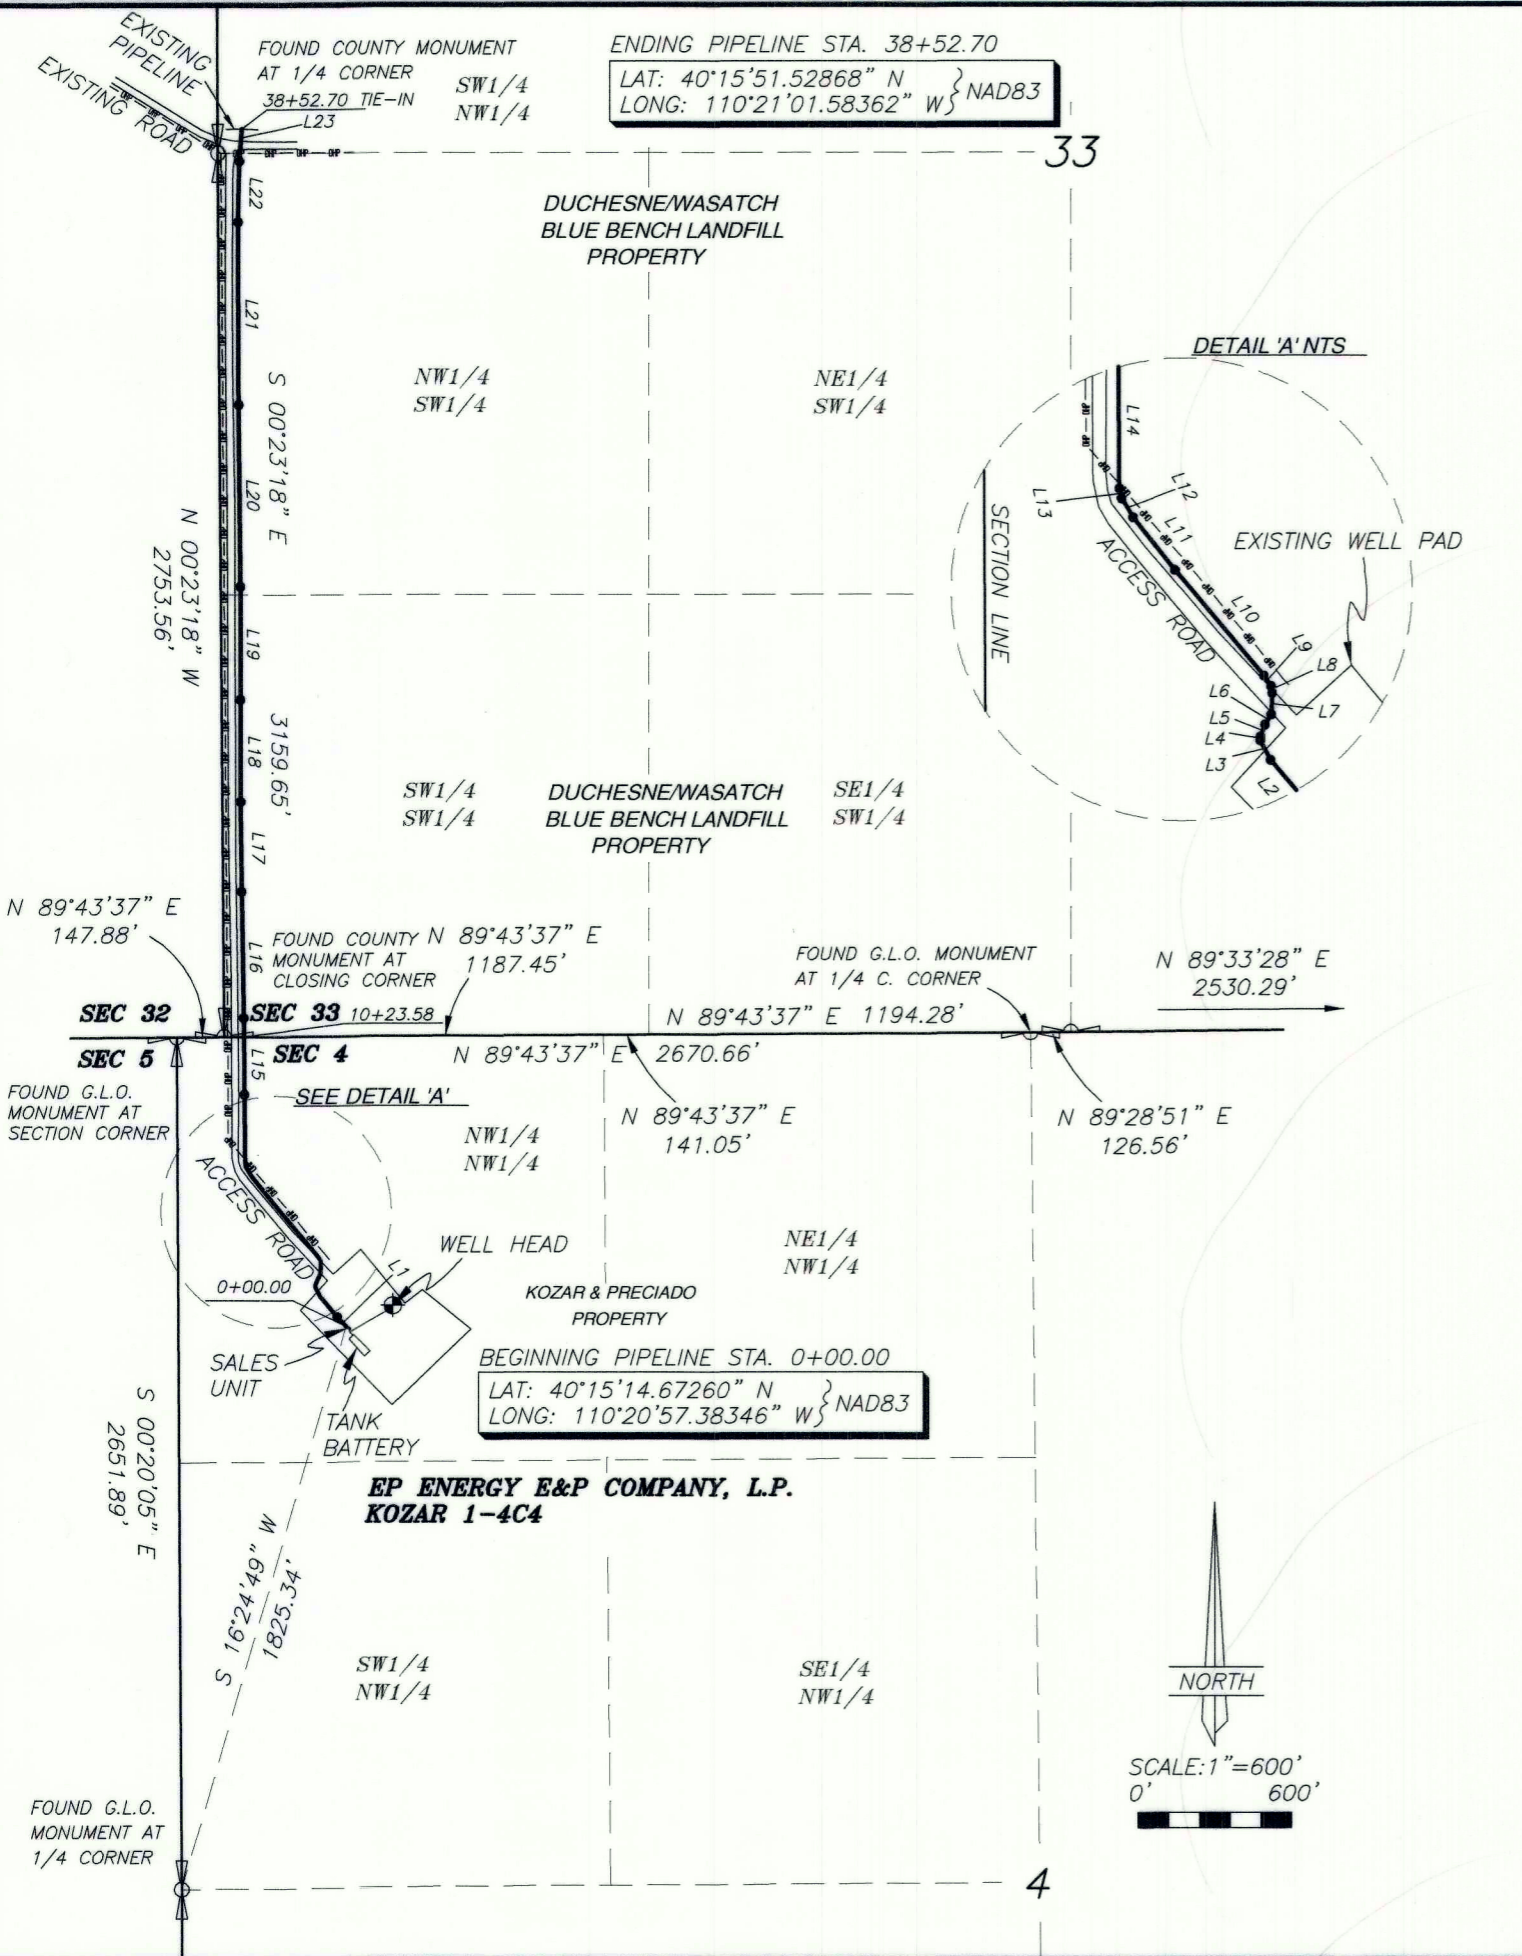 EXISTING
PIPELINE
EXISTING ROAD
FOUND COUNTY MONUMENT
AT 1/4 CORNER
38+52.70 TIE-IN
L23
SW1/4
NW1/4
ENDING PIPELINE STA. 38+52.70
LAT: 40°15'51.52868" N
LONG: 110°21'01.58362" W
NAD83
33
L22
DUCHESNE/WASATCH
BLUE BENCH LANDFILL
PROPERTY
L21
S 00°23'18" E
3159.65'
NW1/4
SW1/4
NE1/4
SW1/4
L20
N 00°23'18" W
2753.56'
L19
L18
L17
DETAIL 'A' NTS
L14
L13
L12
L11
L10
L9
L8
L7
L6
L5
L4
L3
L2
SECTION LINE
ACCESS ROAD
EXISTING WELL PAD
SW1/4
SW1/4
DUCHESNE/WASATCH
BLUE BENCH LANDFILL
PROPERTY
SE1/4
SW1/4
N 89°43'37" E
147.88'
L16
FOUND COUNTY
MONUMENT AT
CLOSING CORNER
N 89°43'37" E
1187.45'
FOUND G.L.O. MONUMENT
AT 1/4 C. CORNER
N 89°33'28" E
2530.29'
SEC 32
SEC 33
10+23.58
N 89°43'37" E 1194.28'
SEC 5
SEC 4
N 89°43'37" E 2670.66'
L15
FOUND G.L.O.
MONUMENT AT
SECTION CORNER
SEE DETAIL 'A'
N 89°43'37" E
141.05'
N 89°28'51" E
126.56'
NW1/4
NW1/4
ACCESS ROAD
WELL HEAD
L1
NE1/4
NW1/4
0+00.00
KOZAR & PRECIADO
PROPERTY
SALES
UNIT
TANK
BATTERY
BEGINNING PIPELINE STA. 0+00.00
LAT: 40°15'14.67260" N
LONG: 110°20'57.38346" W
NAD83
S 00°20'05" E
2651.89'
EP ENERGY E&P COMPANY, L.P.
KOZAR 1-4C4
S 16°24'49" W
1825.34'
SW1/4
NW1/4
SE1/4
NW1/4
NORTH
SCALE:1"=600'
0' 600'
FOUND G.L.O.
MONUMENT AT
1/4 CORNER
4